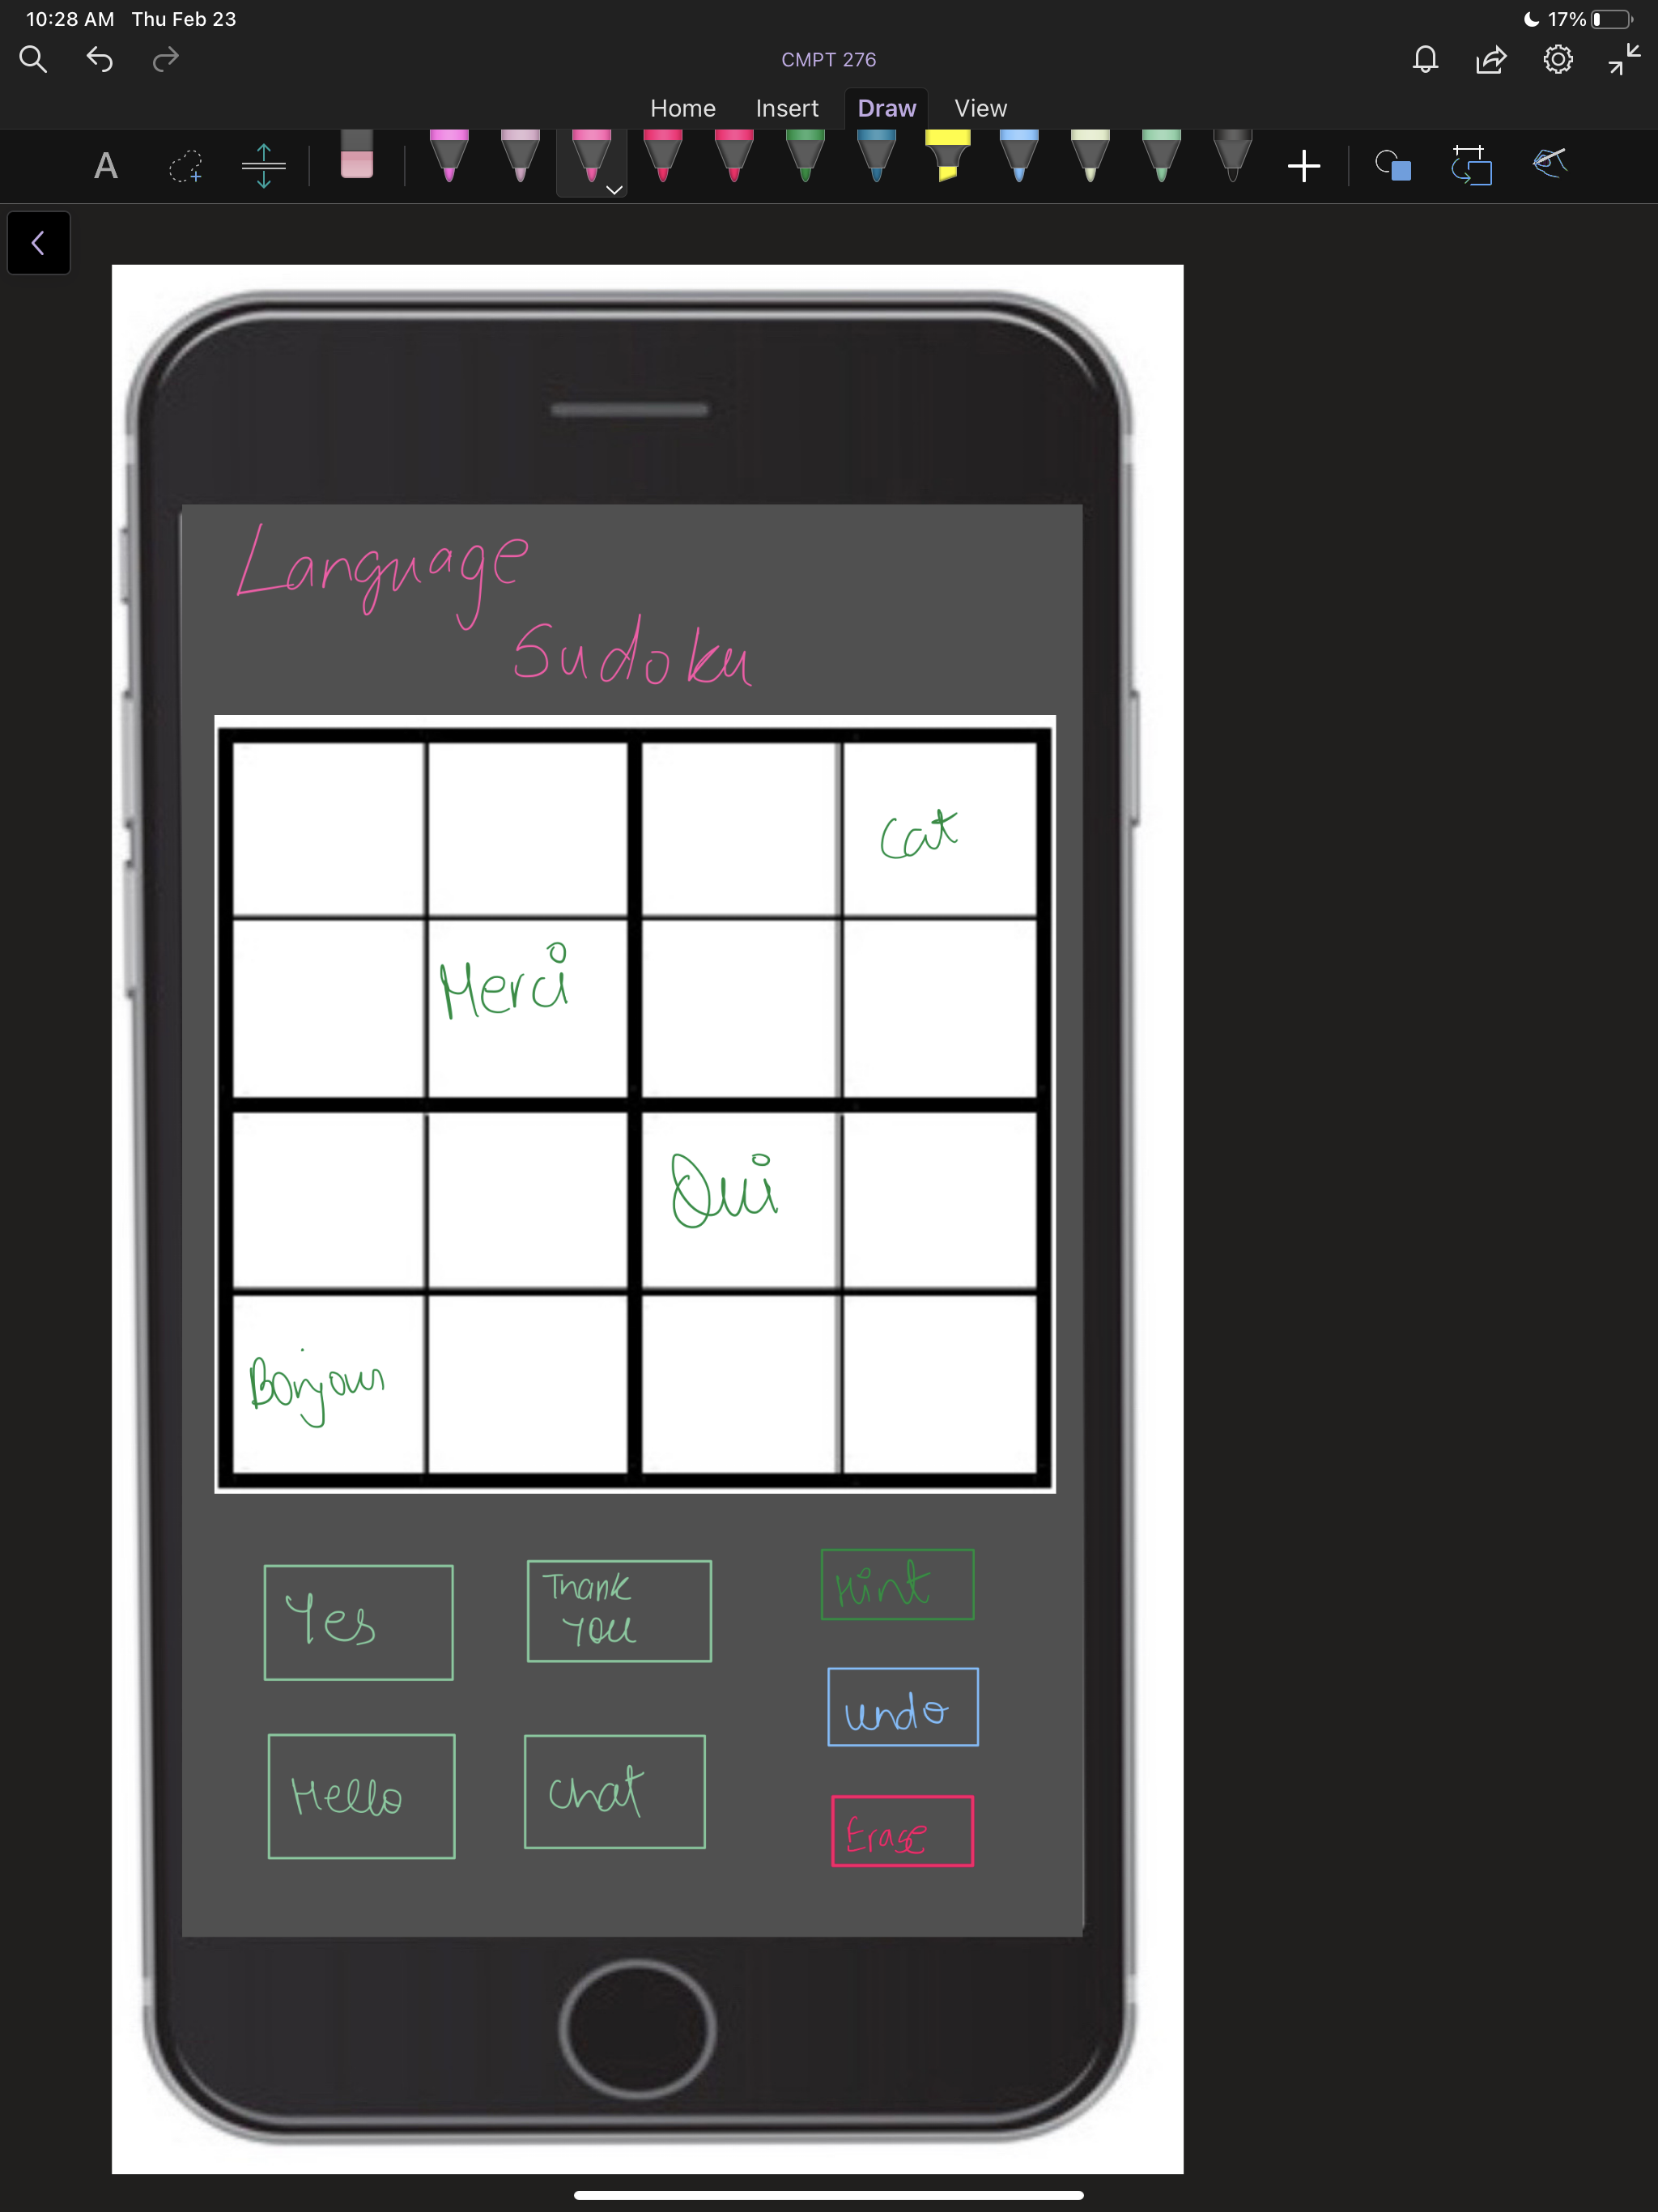 10:28 AM Thu Feb 23
17%
CMPT 276
Home Insert Draw View
A
Language
Sudoku
Cat
Merci
Oui
Bonjour
Yes
Thank
you
Hint
undo
Hello
chat
Erase